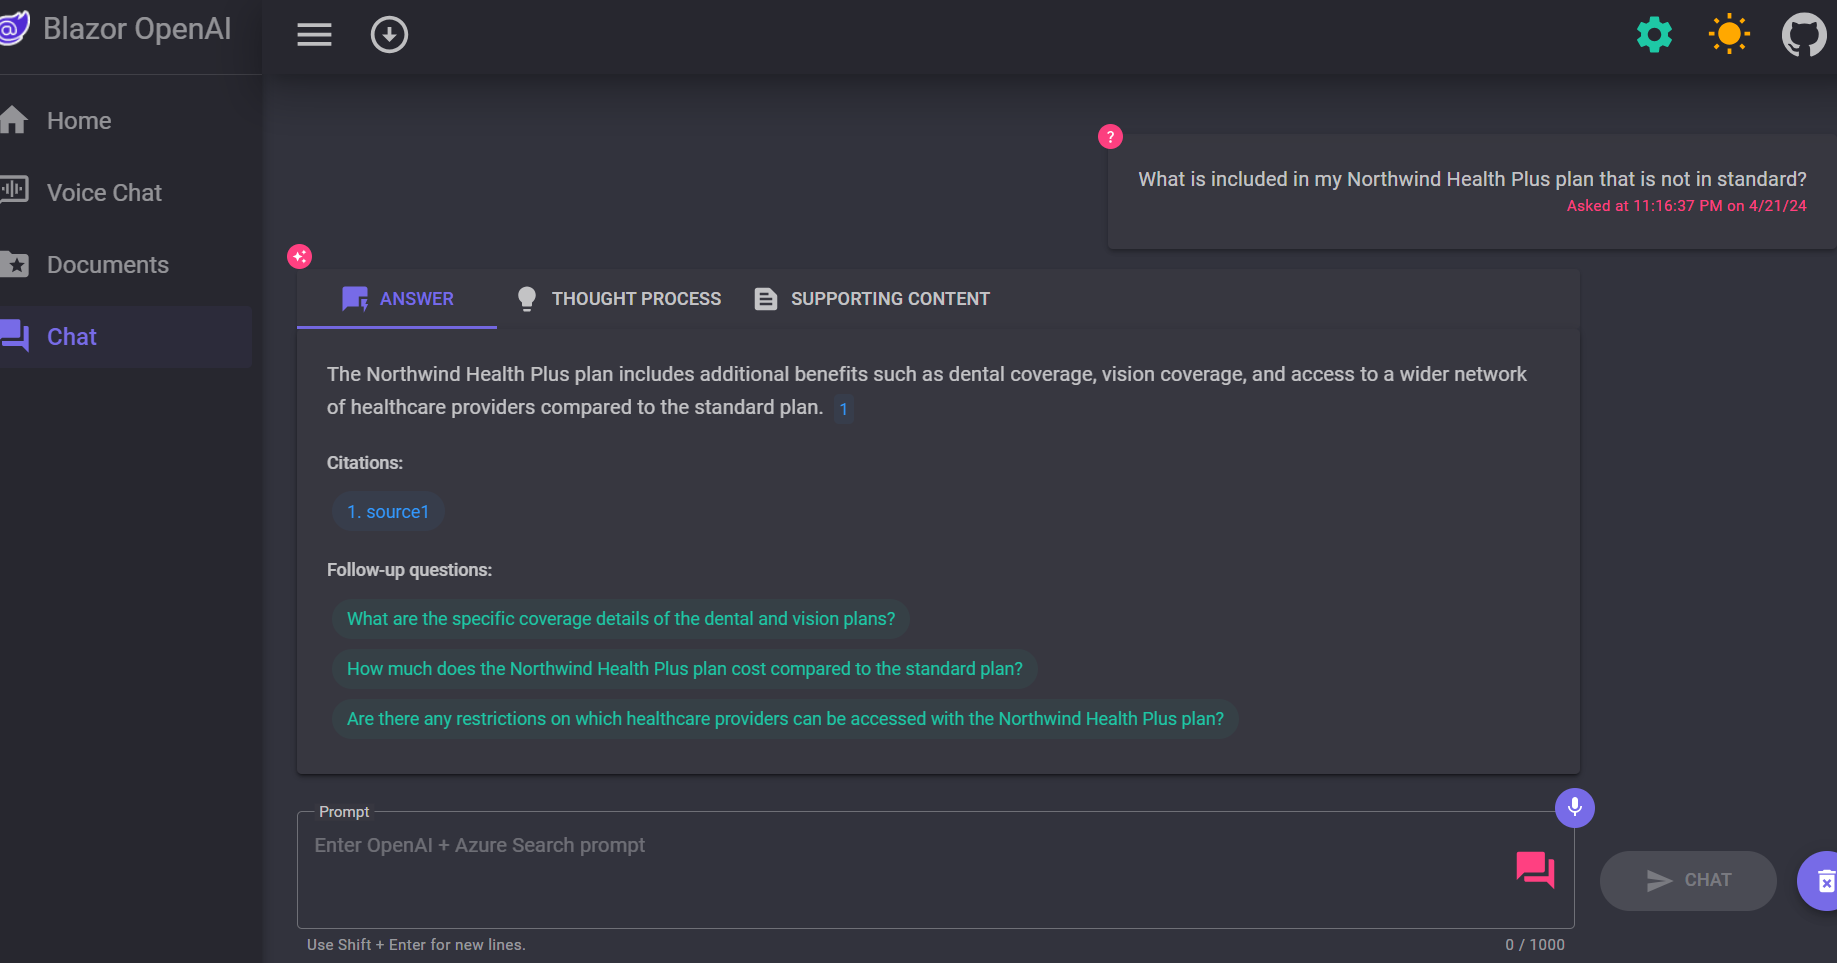 Blazor OpenAI
Home
Voice Chat
Documents
Chat
?
What is included in my Northwind Health Plus plan that is not in standard?
Asked at 11:16:37 PM on 4/21/24
ANSWER
THOUGHT PROCESS
SUPPORTING CONTENT
The Northwind Health Plus plan includes additional benefits such as dental coverage, vision coverage, and access to a wider network
of healthcare providers compared to the standard plan. 1
Citations:
1. source1
Follow-up questions:
What are the specific coverage details of the dental and vision plans?
How much does the Northwind Health Plus plan cost compared to the standard plan?
Are there any restrictions on which healthcare providers can be accessed with the Northwind Health Plus plan?
Prompt
Enter OpenAI + Azure Search prompt
CHAT
Use Shift + Enter for new lines.
0 / 1000